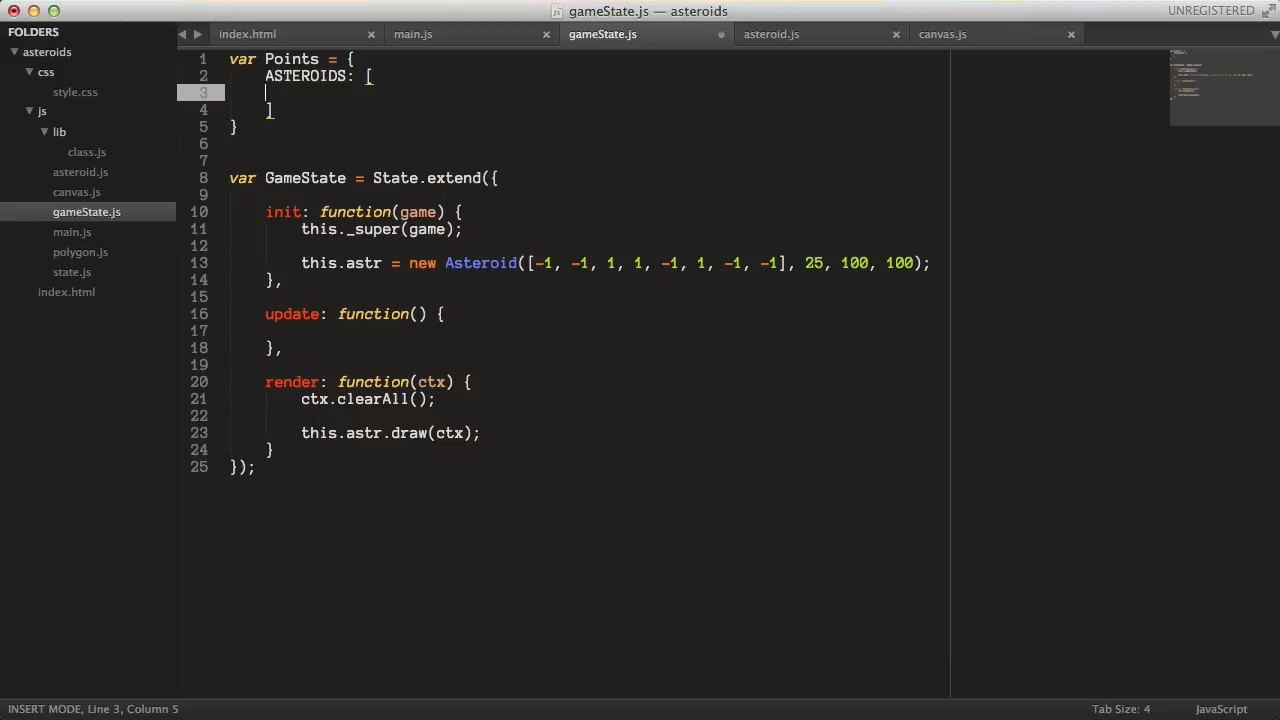 gameState.js — asteroids
UNREGISTERED
FOLDERS
asteroids
css
style.css
js
lib
class.js
asteroid.js
canvas.js
gameState.js
main.js
polygon.js
state.js
index.html
index.html
main.js
gameState.js
asteroid.js
canvas.js
1 var Points = {
2 ASTEROIDS: [
3
4 ]
5 }
6
7
8 var GameState = State.extend({
9
10 init: function(game) {
11 this._super(game);
12
13 this.astr = new Asteroid([-1, -1, 1, 1, -1, 1, -1, -1], 25, 100, 100);
14 },
15
16 update: function() {
17
18 },
19
20 render: function(ctx) {
21 ctx.clearAll();
22
23 this.astr.draw(ctx);
24 }
25 });
INSERT MODE, Line 3, Column 5
Tab Size: 4
JavaScript